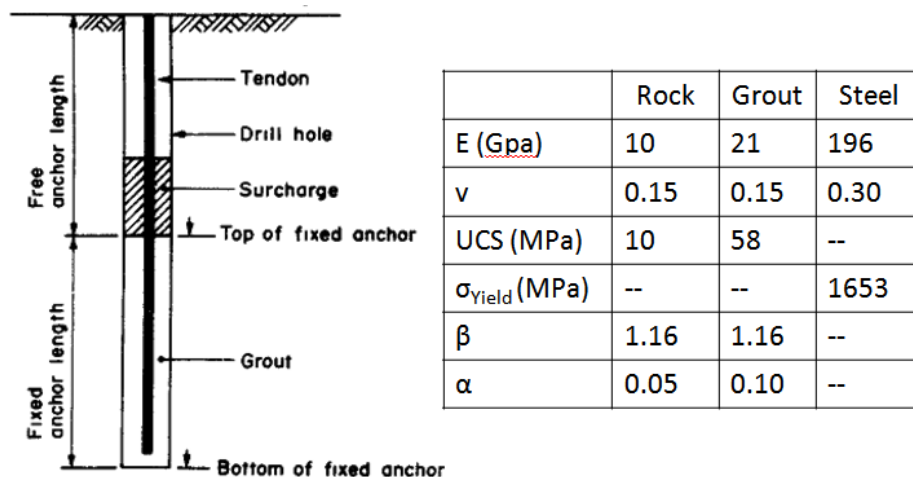 Free
anchor length
Fixed
anchor length
Tendon
Drill hole
Surcharge
Top of fixed anchor
Grout
Bottom of fixed anchor
Rock Grout Steel
E (Gpa) 10 21 196
v 0.15 0.15 0.30
UCS (MPa) 10 58 --
σYield (MPa) -- -- 1653
β 1.16 1.16 --
α 0.05 0.10 --